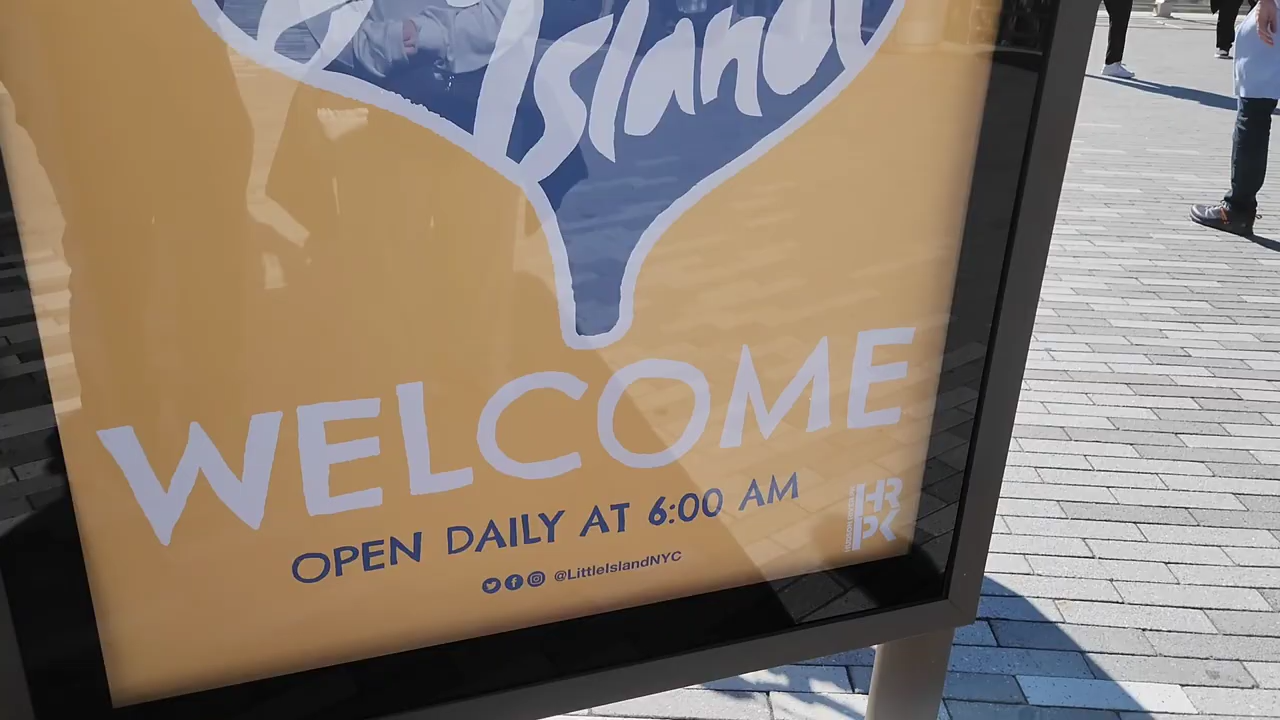 Island
WELCOME
OPEN DAILY AT 6:00 AM
@LittleIslandNYC
HR
PK